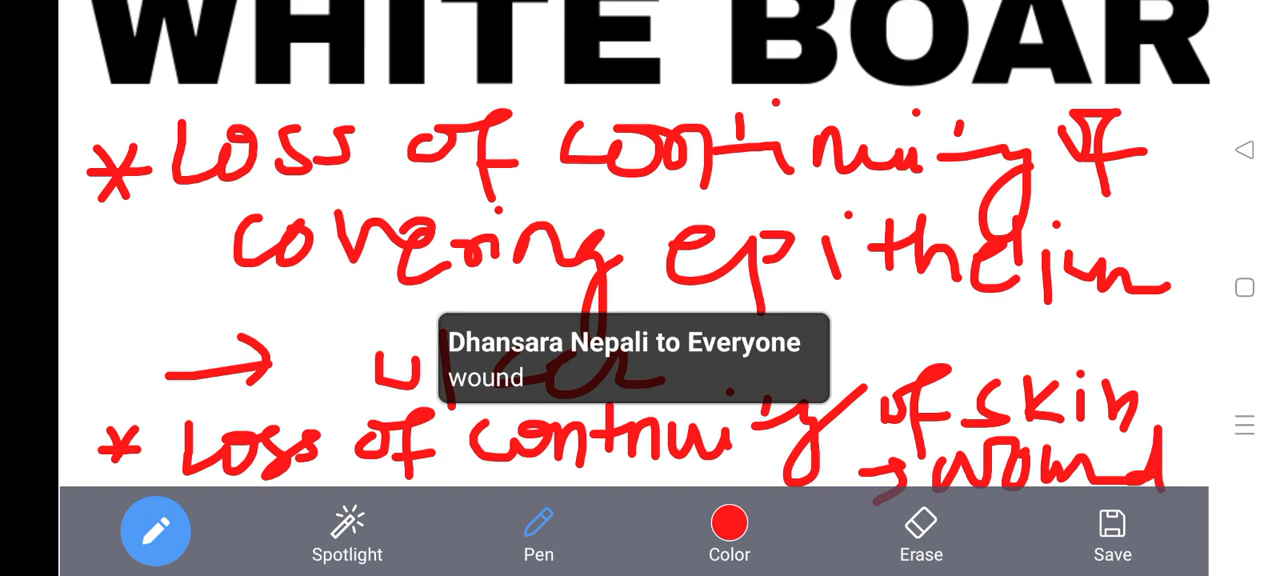 WHITE BOAR
* Loss of continuity of
covering epithelium
→ ulcer
Dhansara Nepali to Everyone
wound
* Loss of continuity of skin
→ wound
Spotlight
Pen
Color
Erase
Save